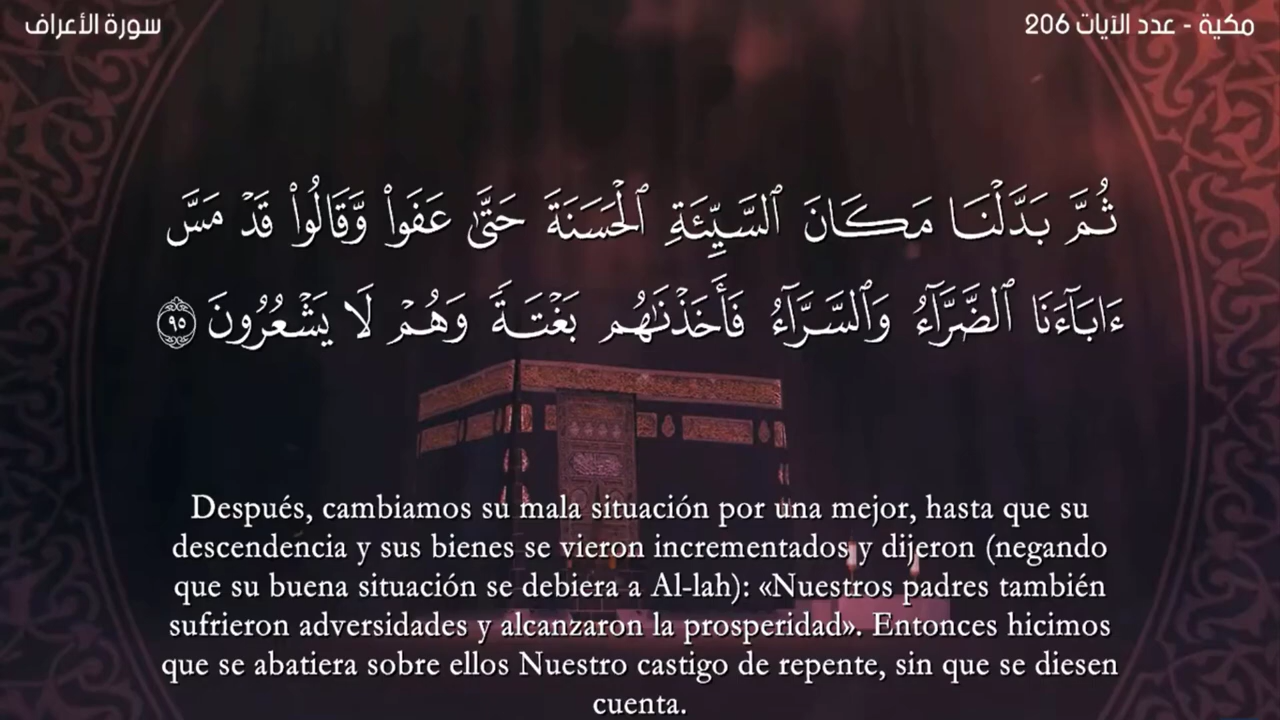 سورة الأعراف
مكية - عدد الآيات 206
ثُمَّ بَدَّلْنَا مَكَانَ ٱلسَّيِّئَةِ ٱلْحَسَنَةَ حَتَّىٰ عَفَوا۟ وَّقَالُوا۟ قَدْ مَسَّ
ءَابَآءَنَا ٱلضَّرَّآءُ وَٱلسَّرَّآءُ فَأَخَذْنَـٰهُم بَغْتَةً وَهُمْ لَا يَشْعُرُونَ ٩٥
Después, cambiamos su mala situación por una mejor, hasta que su
descendencia y sus bienes se vieron incrementados y dijeron (negando
que su buena situación se debiera a Al-lah): «Nuestros padres también
sufrieron adversidades y alcanzaron la prosperidad». Entonces hicimos
que se abatiera sobre ellos Nuestro castigo de repente, sin que se diesen
cuenta.